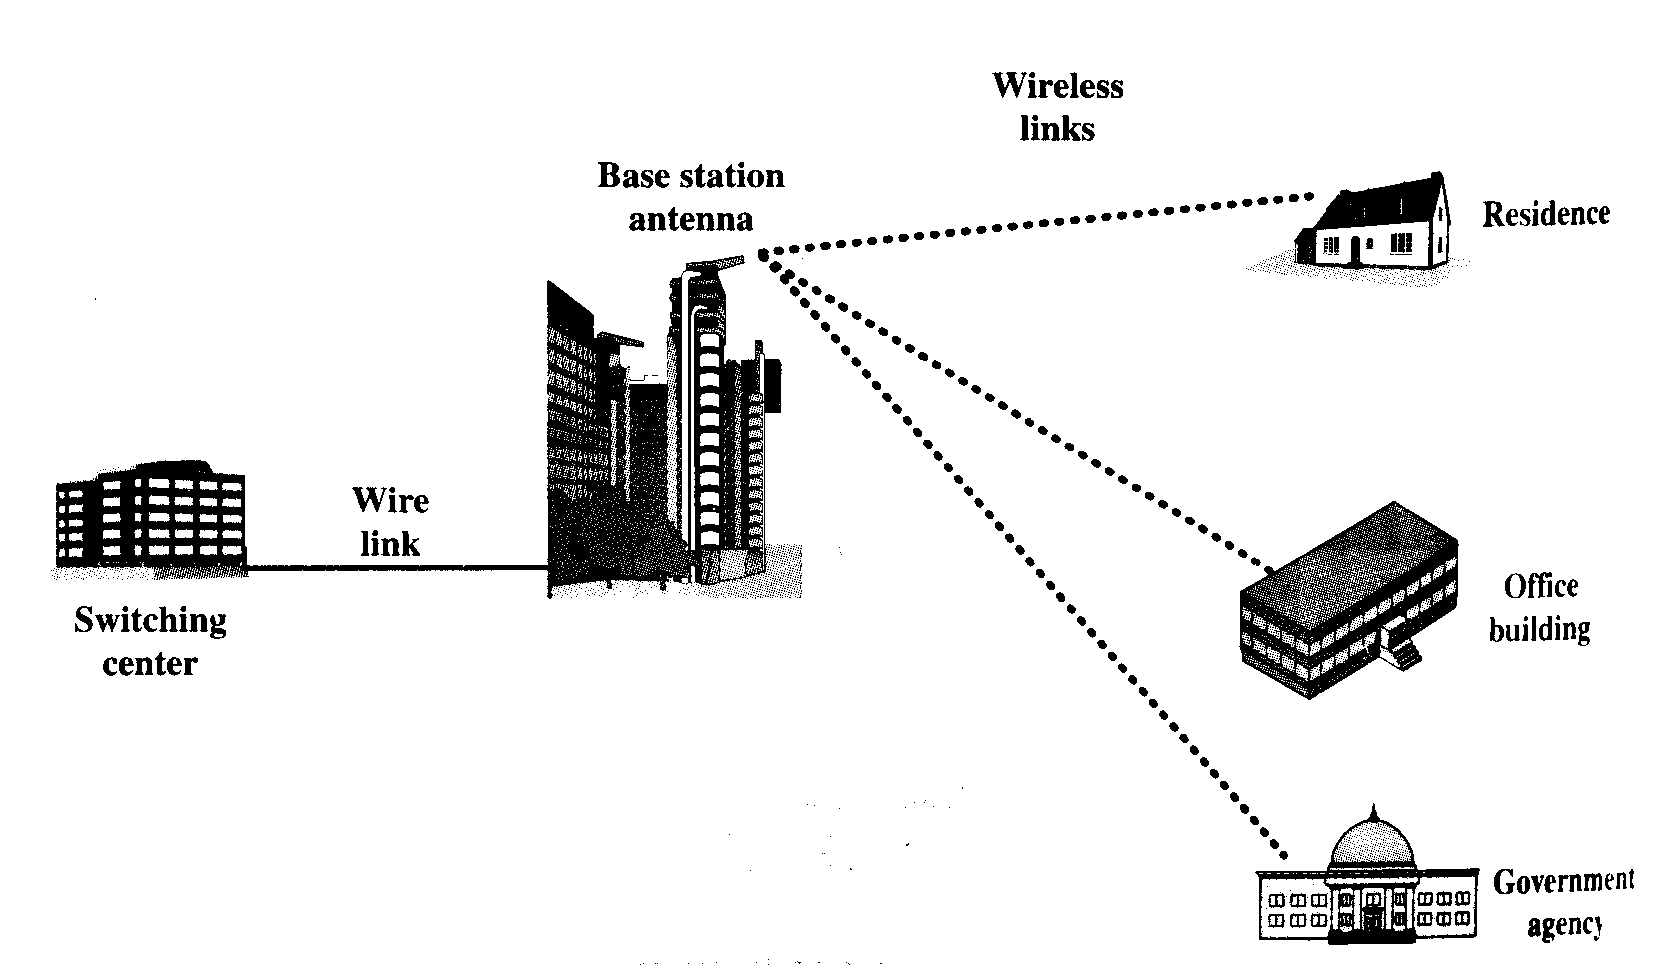 Wireless
links
Base station
antenna
Residence
Wire
link
Switching
center
Office
building
Government
agency